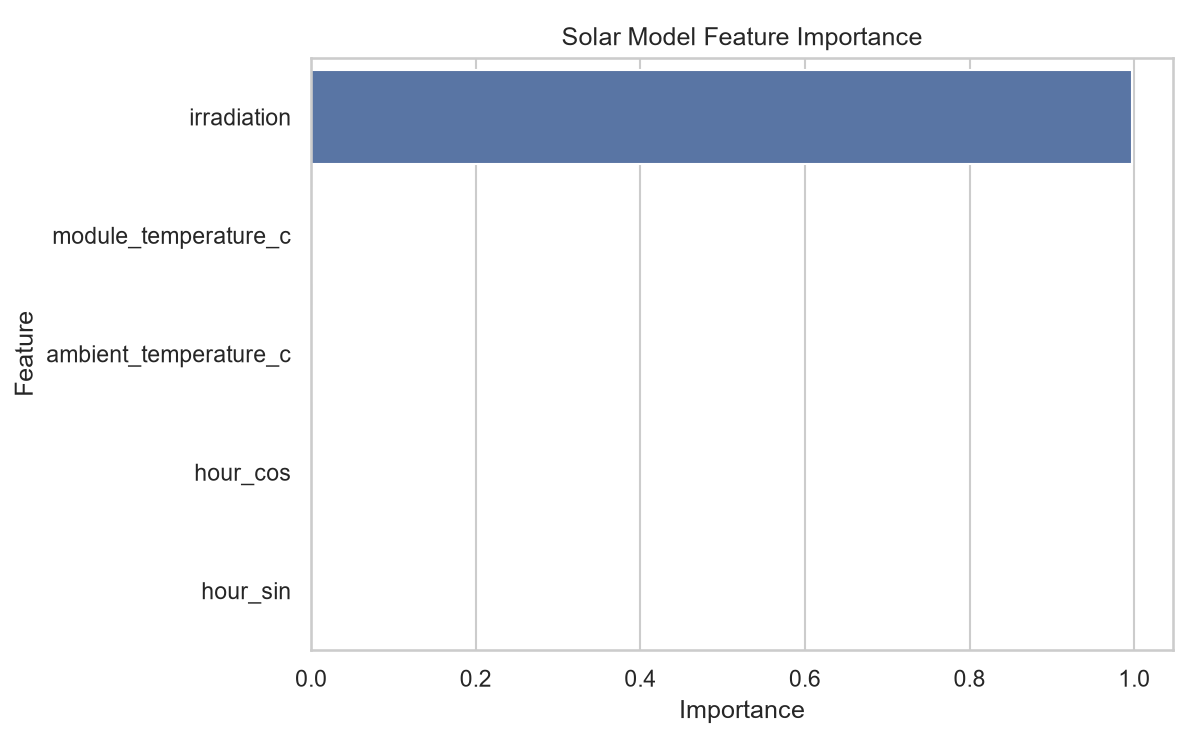 Solar Model Feature Importance
irradiation
module_temperature_c
ambient_temperature_c
hour_cos
hour_sin
Feature
0.0 0.2 0.4 0.6 0.8 1.0
Importance